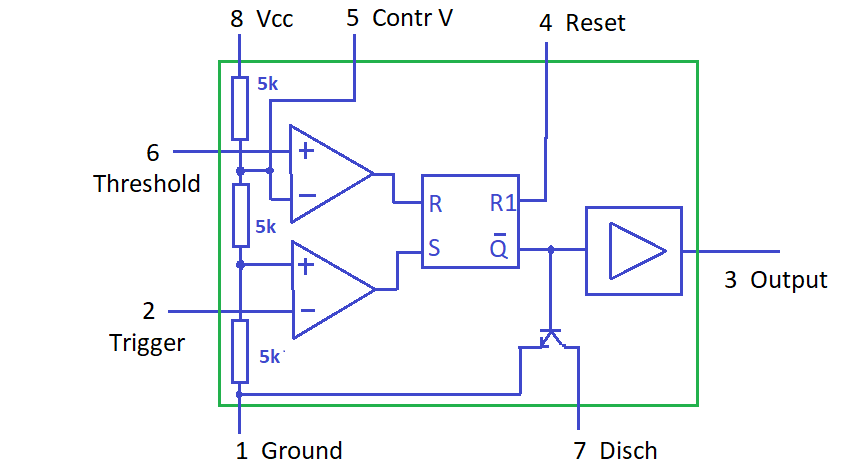 8 Vcc
5 Contr V
4 Reset
5k
6
Threshold
+
−
R
R1
5k
S
Q̅
+
2
Trigger
−
3 Output
5k
1 Ground
7 Disch